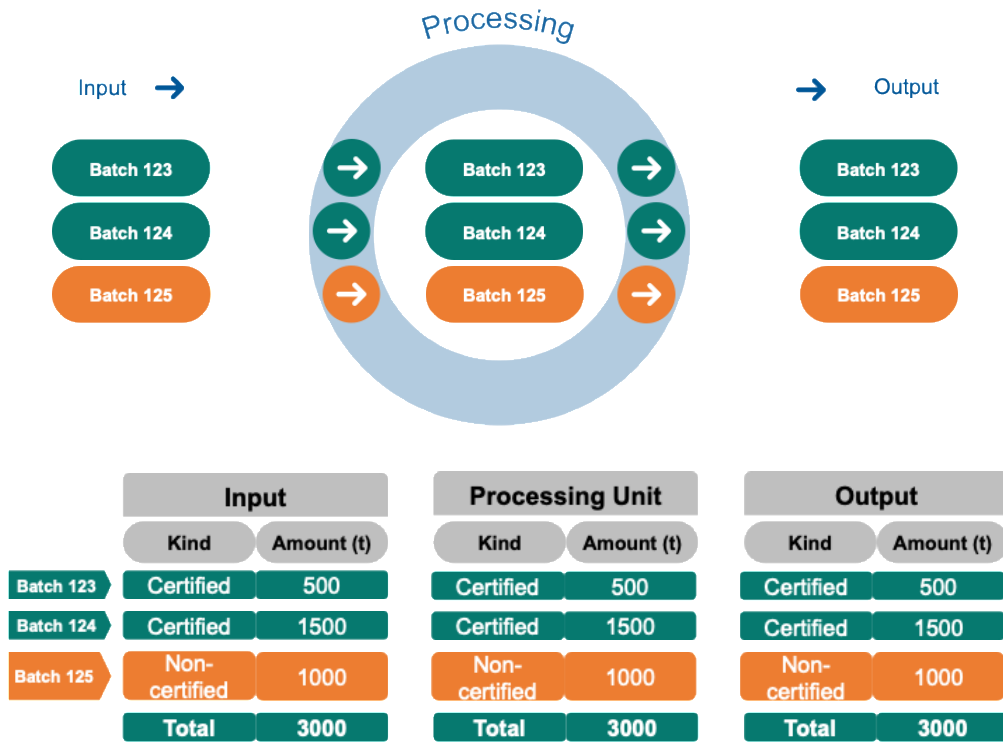 Processing
Input
Output
Batch 123
Batch 123
Batch 123
Batch 124
Batch 124
Batch 124
Batch 125
Batch 125
Batch 125
Input
Processing Unit
Output
Kind Amount (t)
Kind Amount (t)
Kind Amount (t)
Batch 123
Certified 500
Certified 500
Certified 500
Batch 124
Certified 1500
Certified 1500
Certified 1500
Batch 125
Non-
certified 1000
Non-
certified 1000
Non-
certified 1000
Total 3000
Total 3000
Total 3000